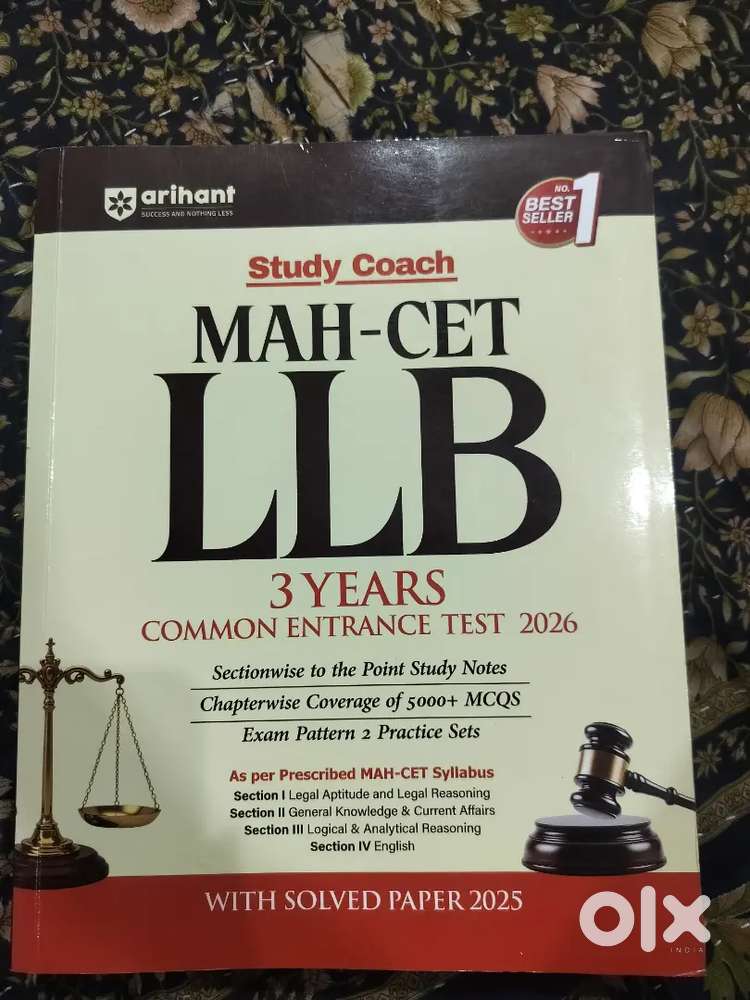 arihant
SUCCESS AND NOTHING LESS
NO. 1
BEST
SELLER
Study Coach
MAH-CET
LLB
3 YEARS
COMMON ENTRANCE TEST 2026
Sectionwise to the Point Study Notes
Chapterwise Coverage of 5000+ MCQS
Exam Pattern 2 Practice Sets
As per Prescribed MAH-CET Syllabus
Section I Legal Aptitude and Legal Reasoning
Section II General Knowledge & Current Affairs
Section III Logical & Analytical Reasoning
Section IV English
WITH SOLVED PAPER 2025
olx
INDIA